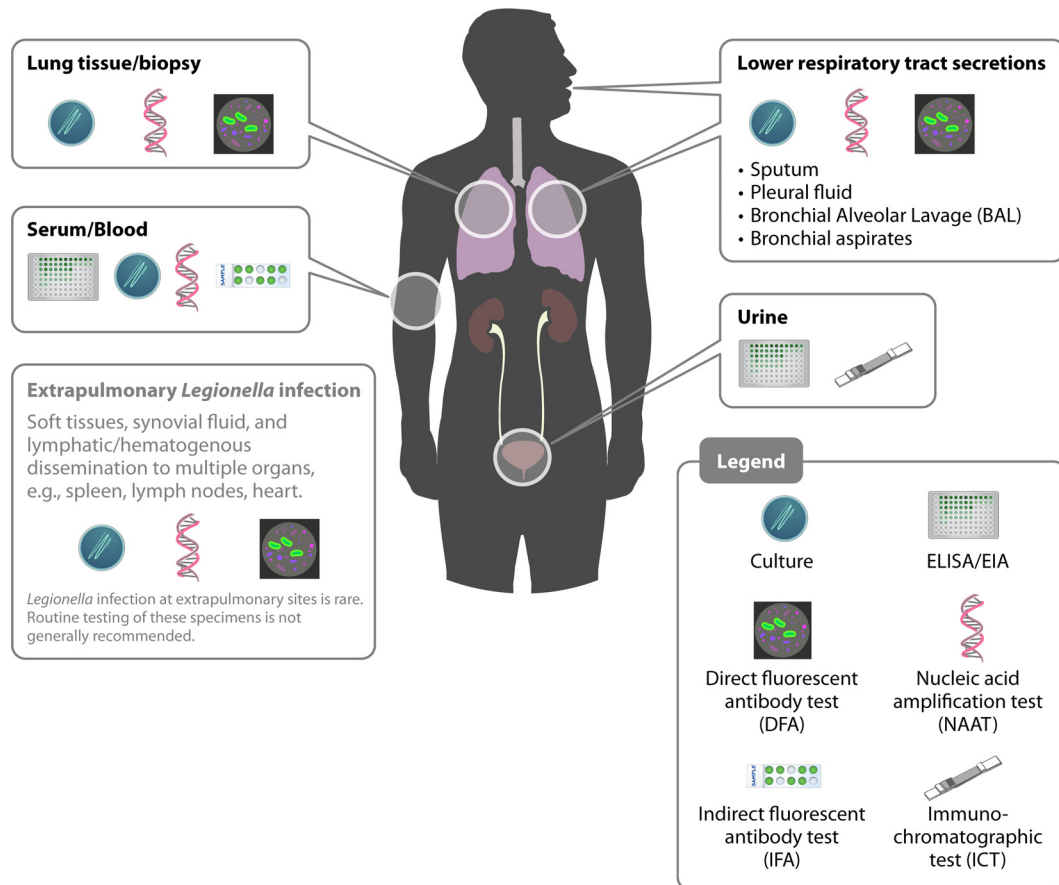 Lung tissue/biopsy
Serum/Blood
SAMPLE
Extrapulmonary Legionella infection
Soft tissues, synovial fluid, and
lymphatic/hematogenous
dissemination to multiple organs,
e.g., spleen, lymph nodes, heart.
Legionella infection at extrapulmonary sites is rare.
Routine testing of these specimens is not
generally recommended.
Lower respiratory tract secretions
• Sputum
• Pleural fluid
• Bronchial Alveolar Lavage (BAL)
• Bronchial aspirates
Urine
Legend
Culture
ELISA/EIA
Direct fluorescent
antibody test
(DFA)
Nucleic acid
amplification test
(NAAT)
SAMPLE
Indirect fluorescent
antibody test
(IFA)
Immuno-
chromatographic
test (ICT)